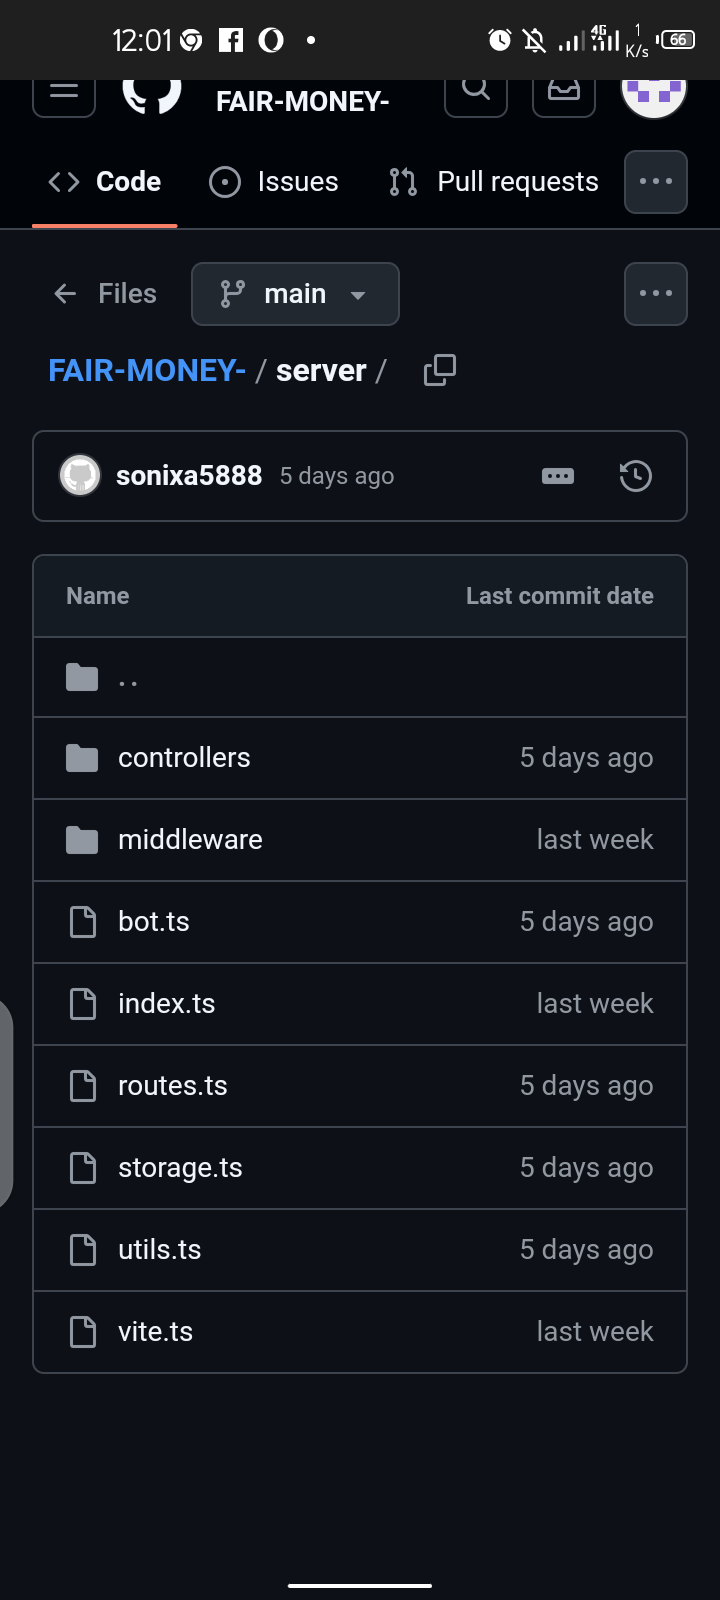 12:01
4G
1
K/s
66
FAIR-MONEY-
Code Issues Pull requests
Files main
FAIR-MONEY- / server /
sonixa5888 5 days ago
Name Last commit date
..
controllers 5 days ago
middleware last week
bot.ts 5 days ago
index.ts last week
routes.ts 5 days ago
storage.ts 5 days ago
utils.ts 5 days ago
vite.ts last week